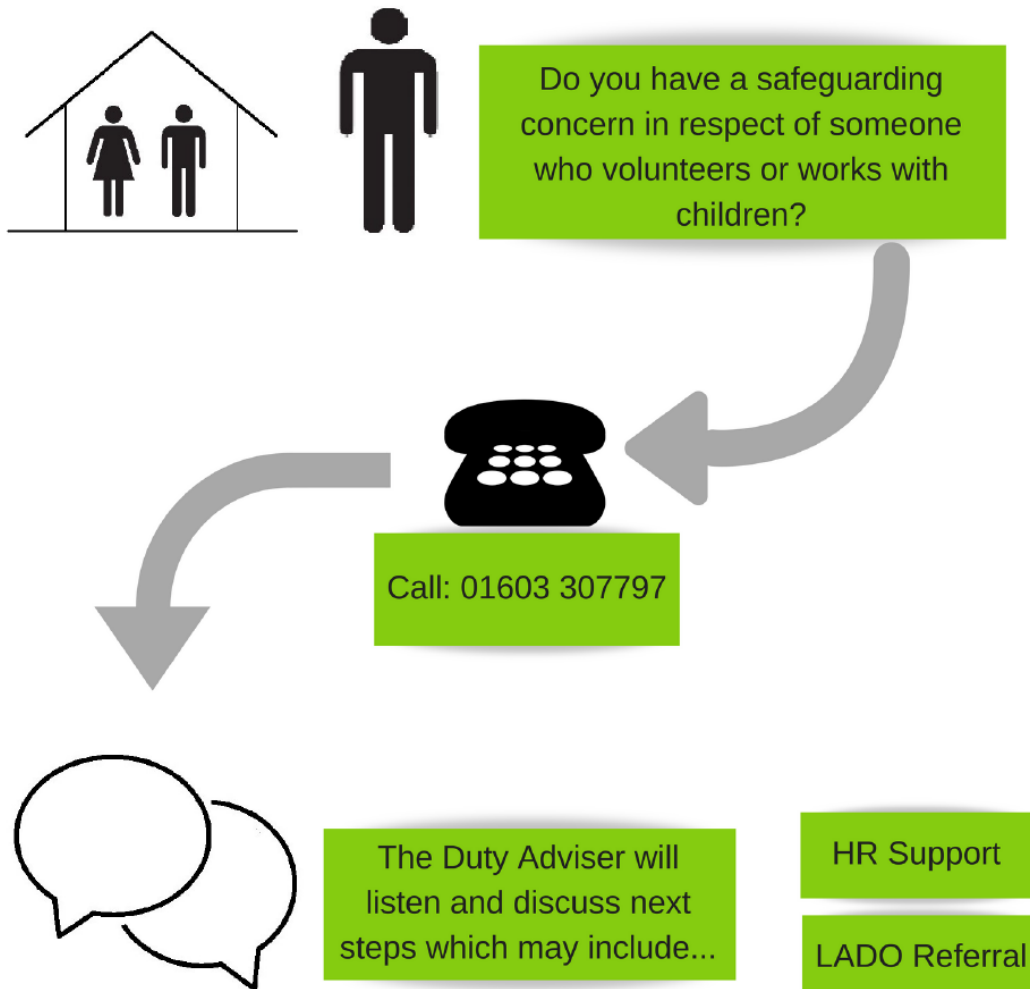 Do you have a safeguarding
concern in respect of someone
who volunteers or works with
children?
Call: 01603 307797
The Duty Adviser will
listen and discuss next
steps which may include...
HR Support
LADO Referral